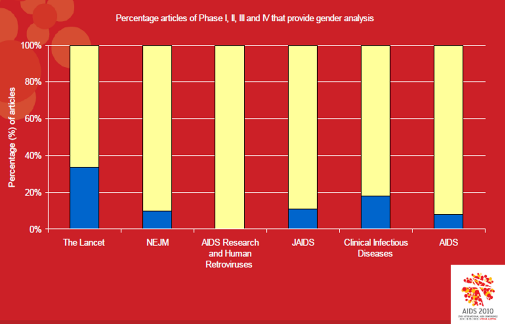 Percentage articles of Phase I, II, III and IV that provide gender analysis
Percentage (%) of articles
100%
80%
60%
40%
20%
0%
The Lancet
NEJM
AIDS Research
and Human
Retroviruses
JAIDS
Clinical Infectious
Diseases
AIDS
AIDS 2010